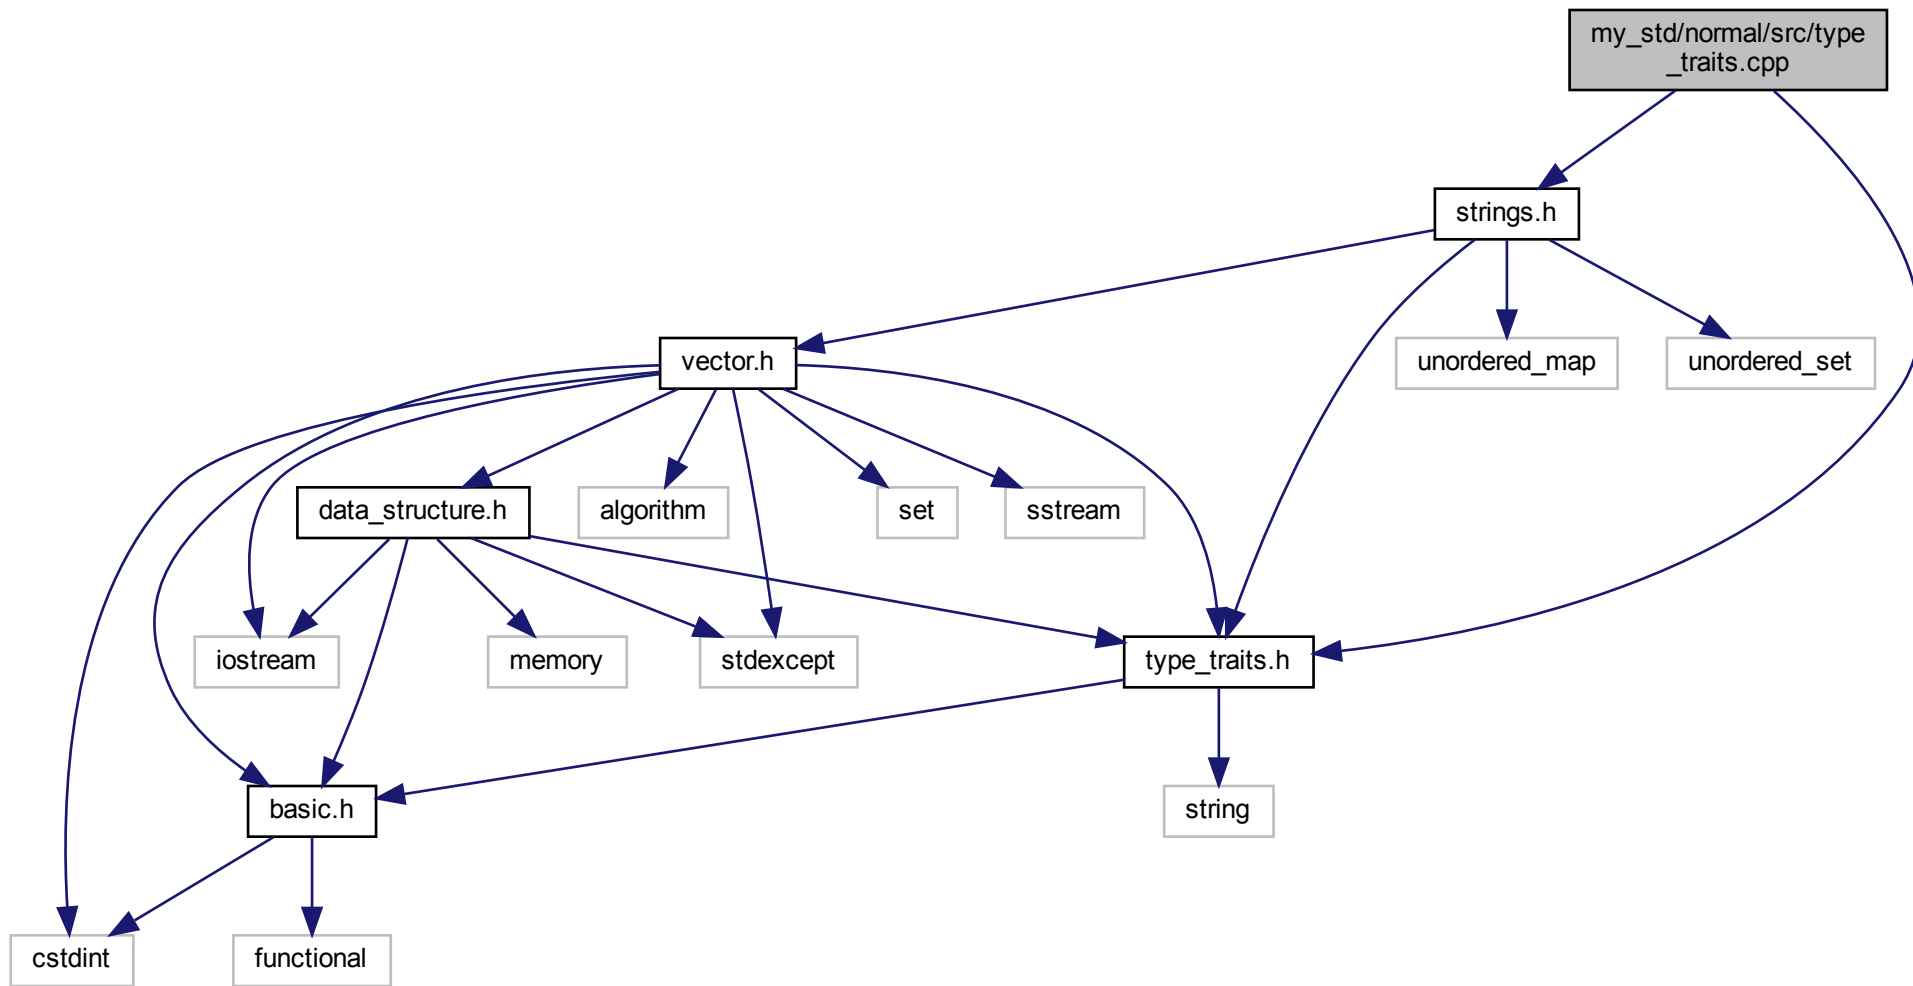 my_std/normal/src/type
_traits.cpp
strings.h
vector.h
unordered_map
unordered_set
data_structure.h
algorithm
set
sstream
iostream
memory
stdexcept
type_traits.h
basic.h
string
cstdint
functional